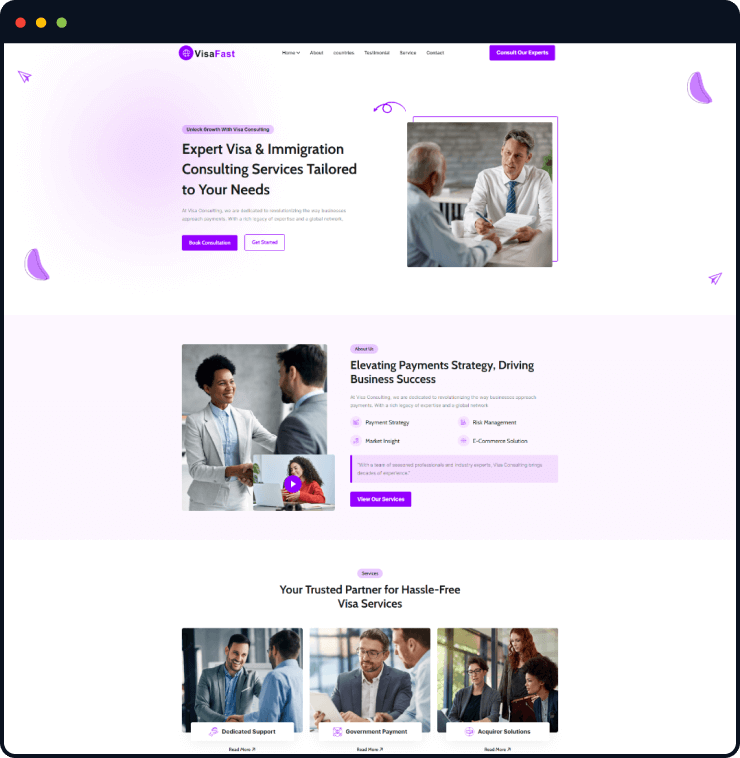 VisaFast
Home About countries Testimonial Service Contact
Consult Our Experts
Unlock Growth With Visa Consulting
Expert Visa & Immigration
Consulting Services Tailored
to Your Needs
At Visa Consulting, we are dedicated to revolutionizing the way businesses
approach payments. With a rich legacy of expertise and a global network.
Book Consultation
Get Started
About Us
Elevating Payments Strategy, Driving
Business Success
At Visa Consulting, we are dedicated to revolutionizing the way businesses approach
payments. With a rich legacy of expertise and a global network
Payment Strategy
Risk Management
Market Insight
E-Commerce Solution
"With a team of seasoned professionals and industry experts, Visa Consulting brings
decades of experience."
View Our Services
Services
Your Trusted Partner for Hassle-Free
Visa Services
Dedicated Support
Government Payment
Acquiror Solutions
Read More
Read More
Read More